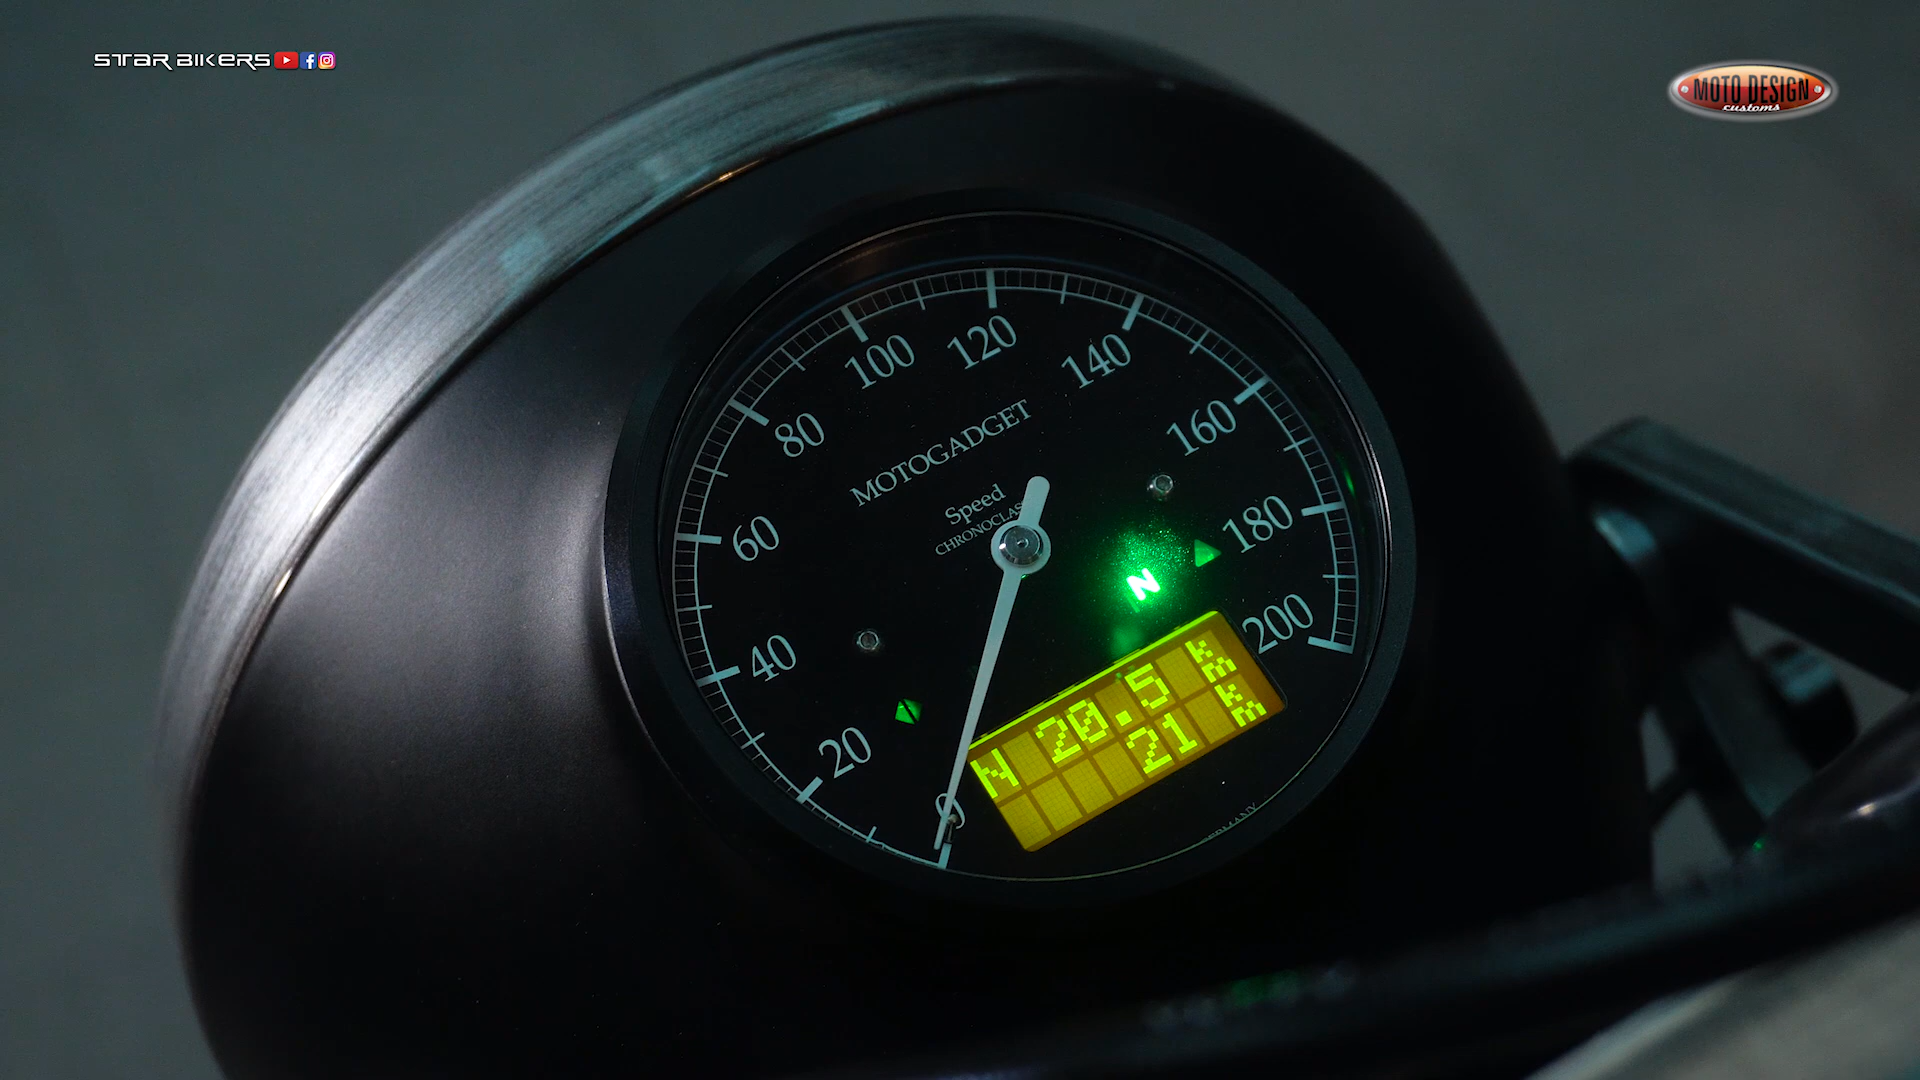 STAR BIKERS
MOTO DESIGN
customs
0
20
40
60
80
100
120
140
160
180
200
MOTOGADGET
Speed
N
N 20.5 km
21 km